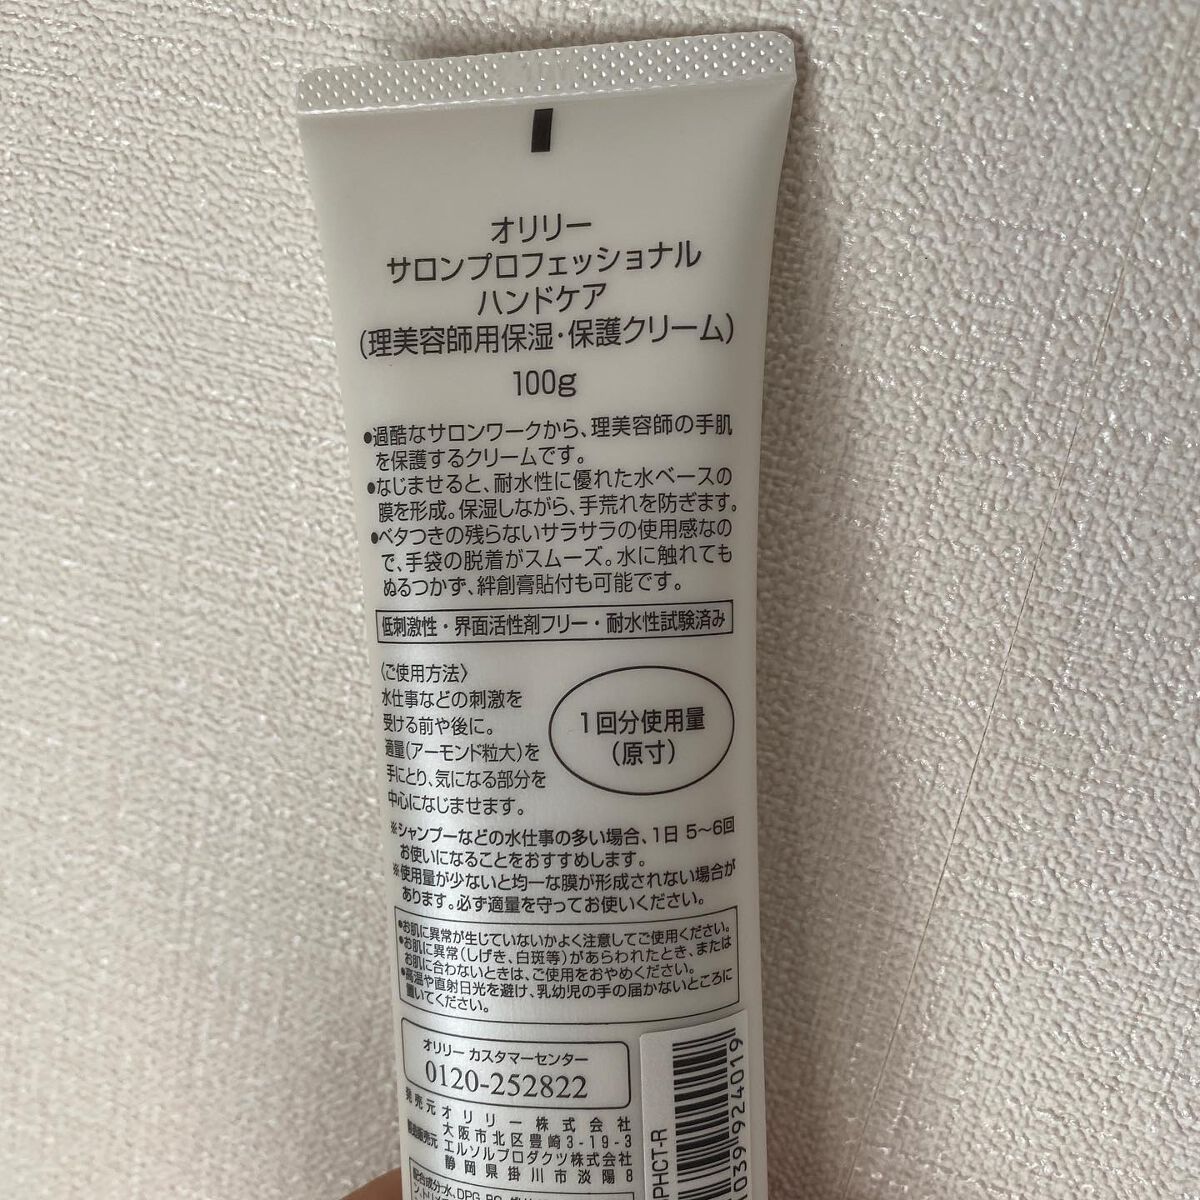 オリリー
サロンプロフェッショナル
ハンドケア
(理美容師用保湿・保護クリーム)
100g
●過酷なサロンワークから、理美容師の手肌
を保護するクリームです。
●なじませると、耐水性に優れた水ベースの
膜を形成。保湿しながら、手荒れを防ぎます。
●ベタつきの残らないサラサラの使用感なの
で、手袋の脱着がスムーズ。水に触れても
ぬるつかず、絆創膏貼付も可能です。
低刺激性・界面活性剤フリー・耐水性試験済み
〈ご使用方法〉
水仕事などの刺激を
受ける前や後に。
適量(アーモンド粒大)を
手にとり、気になる部分を
中心になじませます。
1回分使用量
(原寸)
※シャンプーなどの水仕事の多い場合、1日 5〜6回
お使いになることをおすすめします。
※使用量が少ないと均一な膜が形成されない場合が
あります。必ず適量を守ってお使いください。
●お肌に異常が生じていないかよく注意してご使用ください。
●お肌に異常(しげき、白斑等)があらわれたとき、または
お肌に合わないときは、ご使用をおやめください。
●高温や直射日光を避け、乳幼児の手の届かないところに
置いてください。
オリリー カスタマーセンター
0120-252822
発売元 オリリー株式会社
大阪市北区豊崎3-19-3
製造販売元 エルソルプロダクツ株式会社
静岡県掛川市淡陽8
配合成分:水、DPG、BG、
PHCT-R
1039 924019